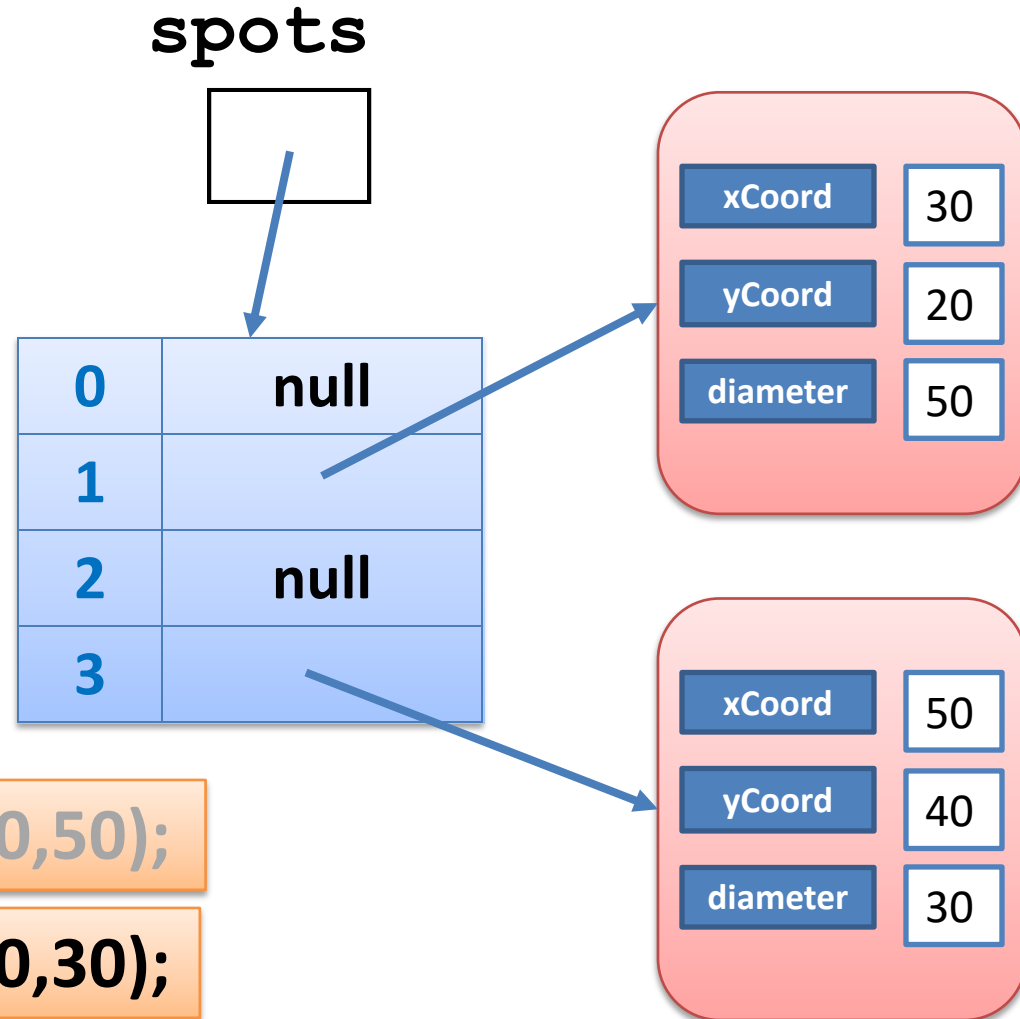 spots
0 null
1
2 null
3
xCoord 30
yCoord 20
diameter 50
xCoord 50
yCoord 40
diameter 30
0,50);
0,30);